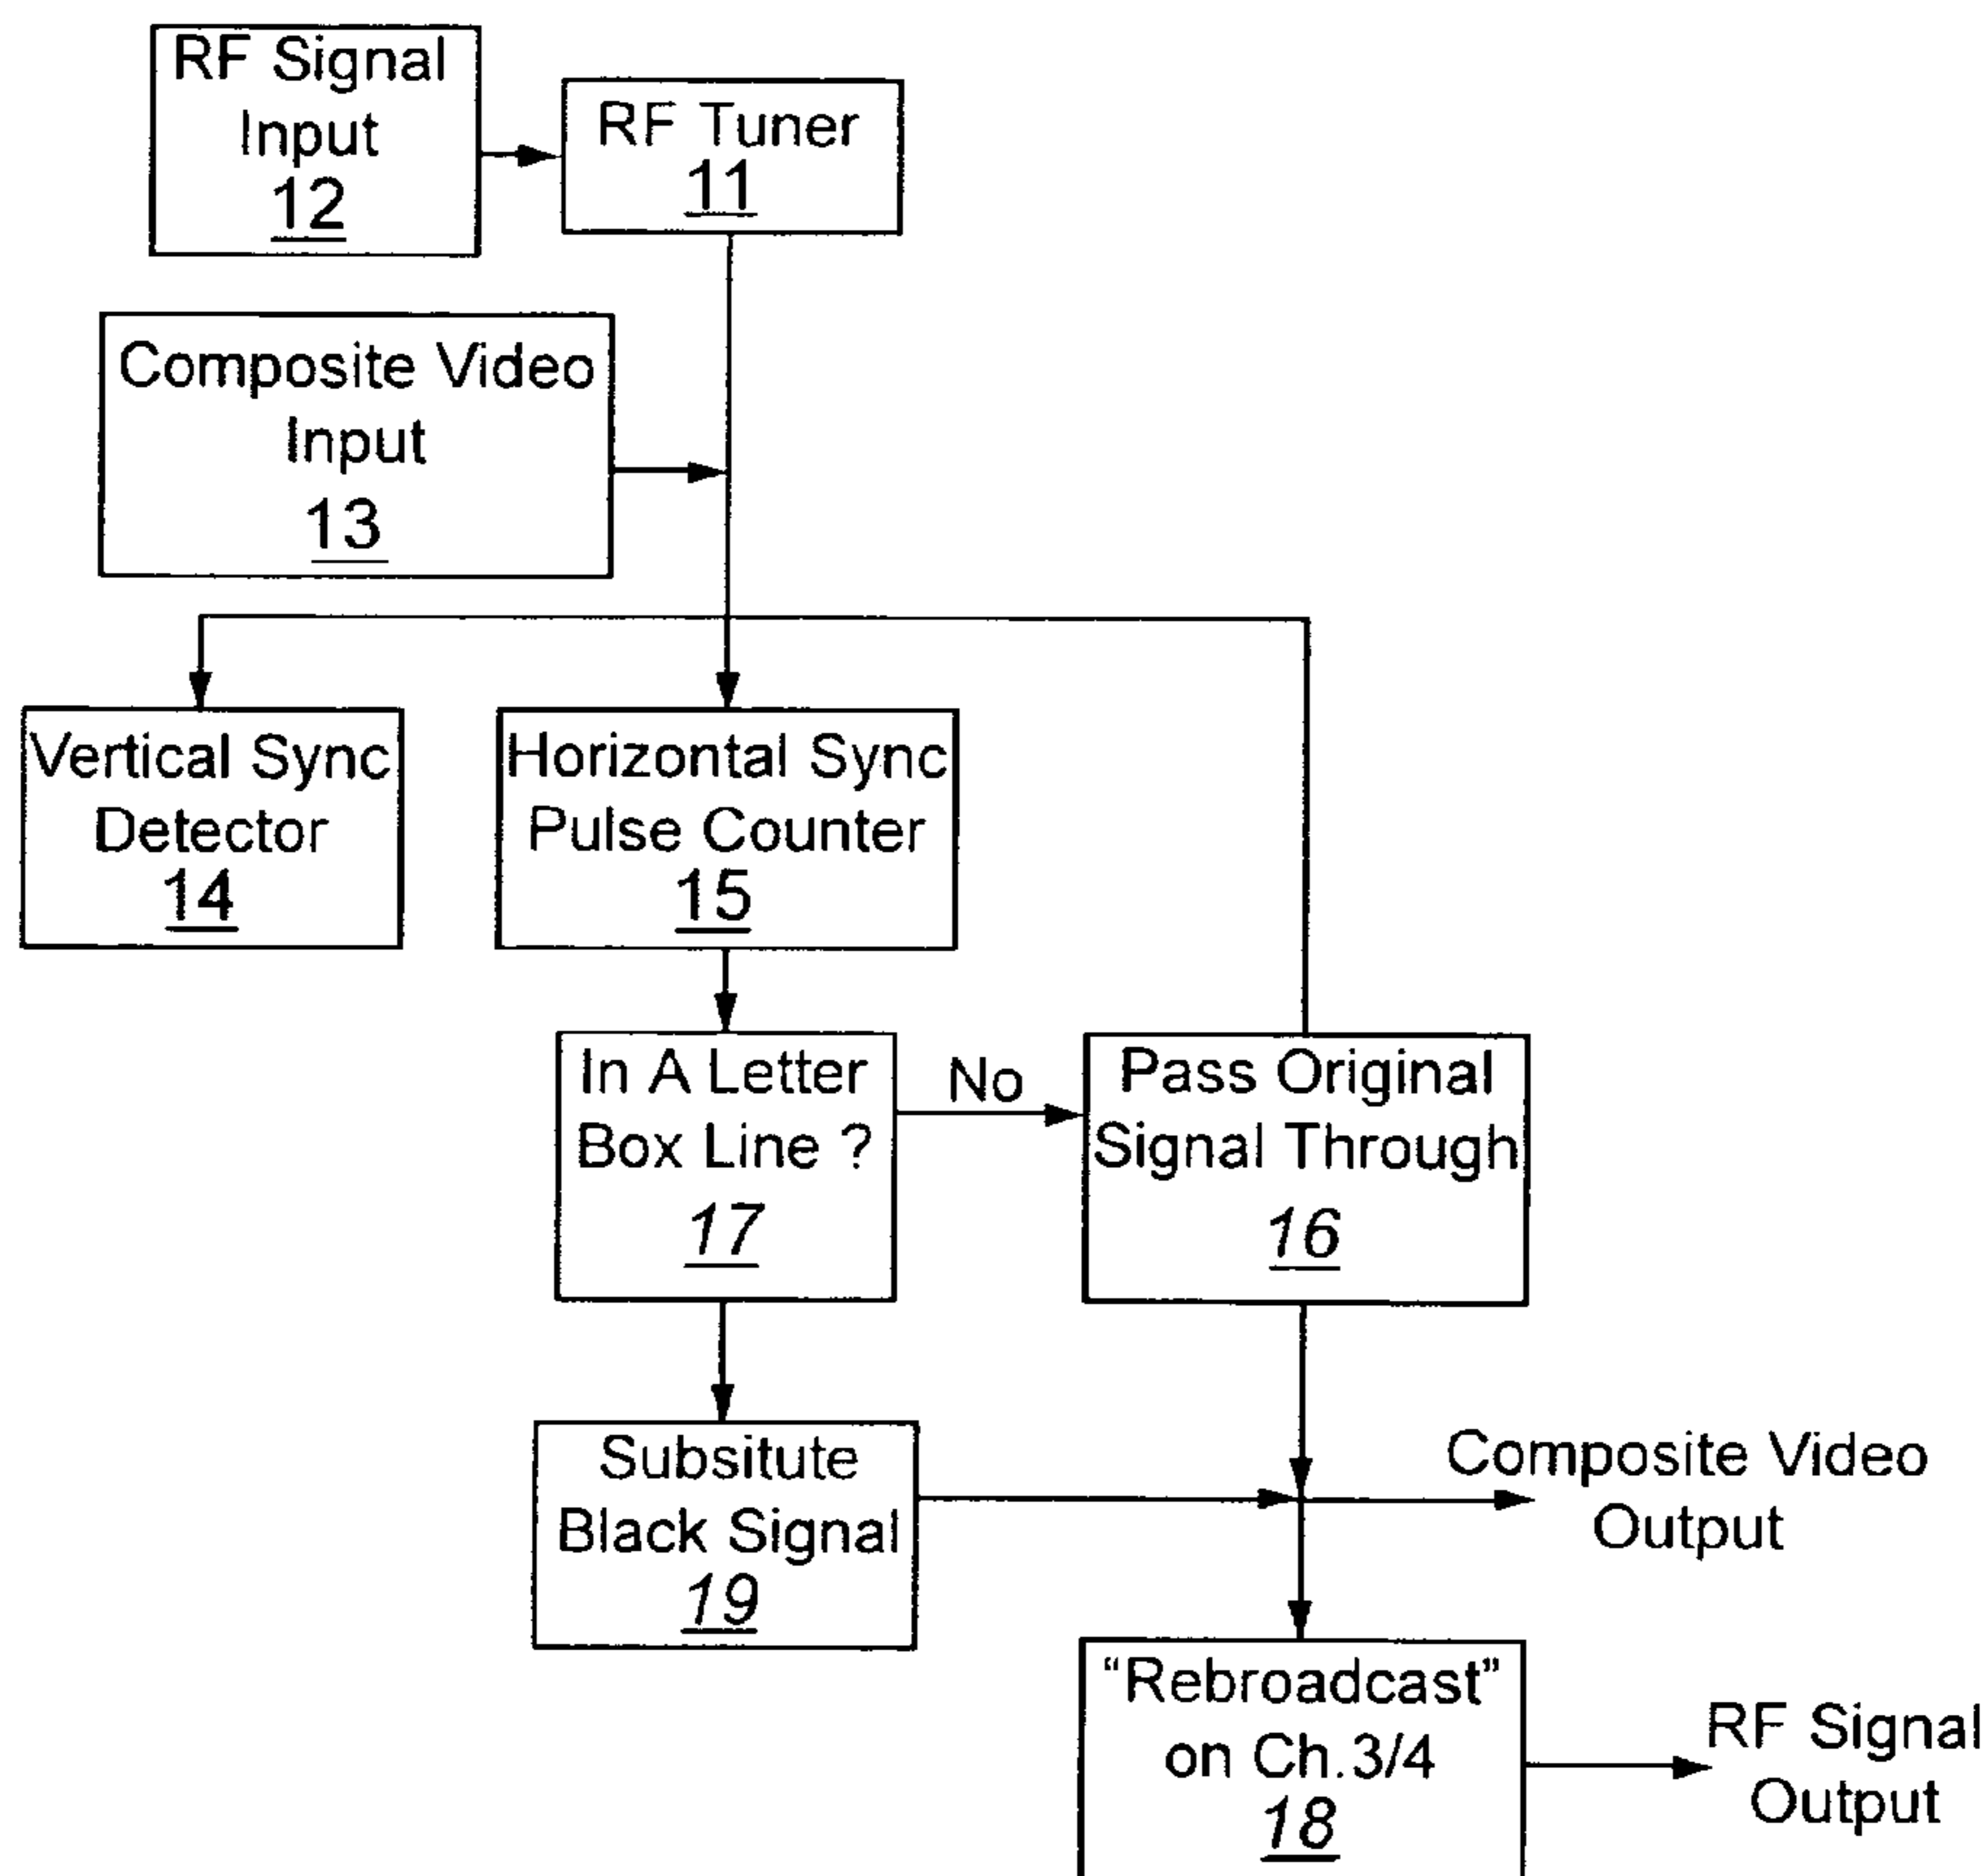 RF Signal
Input
12
RF Tuner
11
Composite Video
Input
13
Vertical Sync
Detector
14
Horizontal Sync
Pulse Counter
15
In A Letter
Box Line ?
17
No
Pass Original
Signal Through
16
Subsitute
Black Signal
19
Composite Video
Output
“Rebroadcast”
on Ch.3/4
18
RF Signal
Output